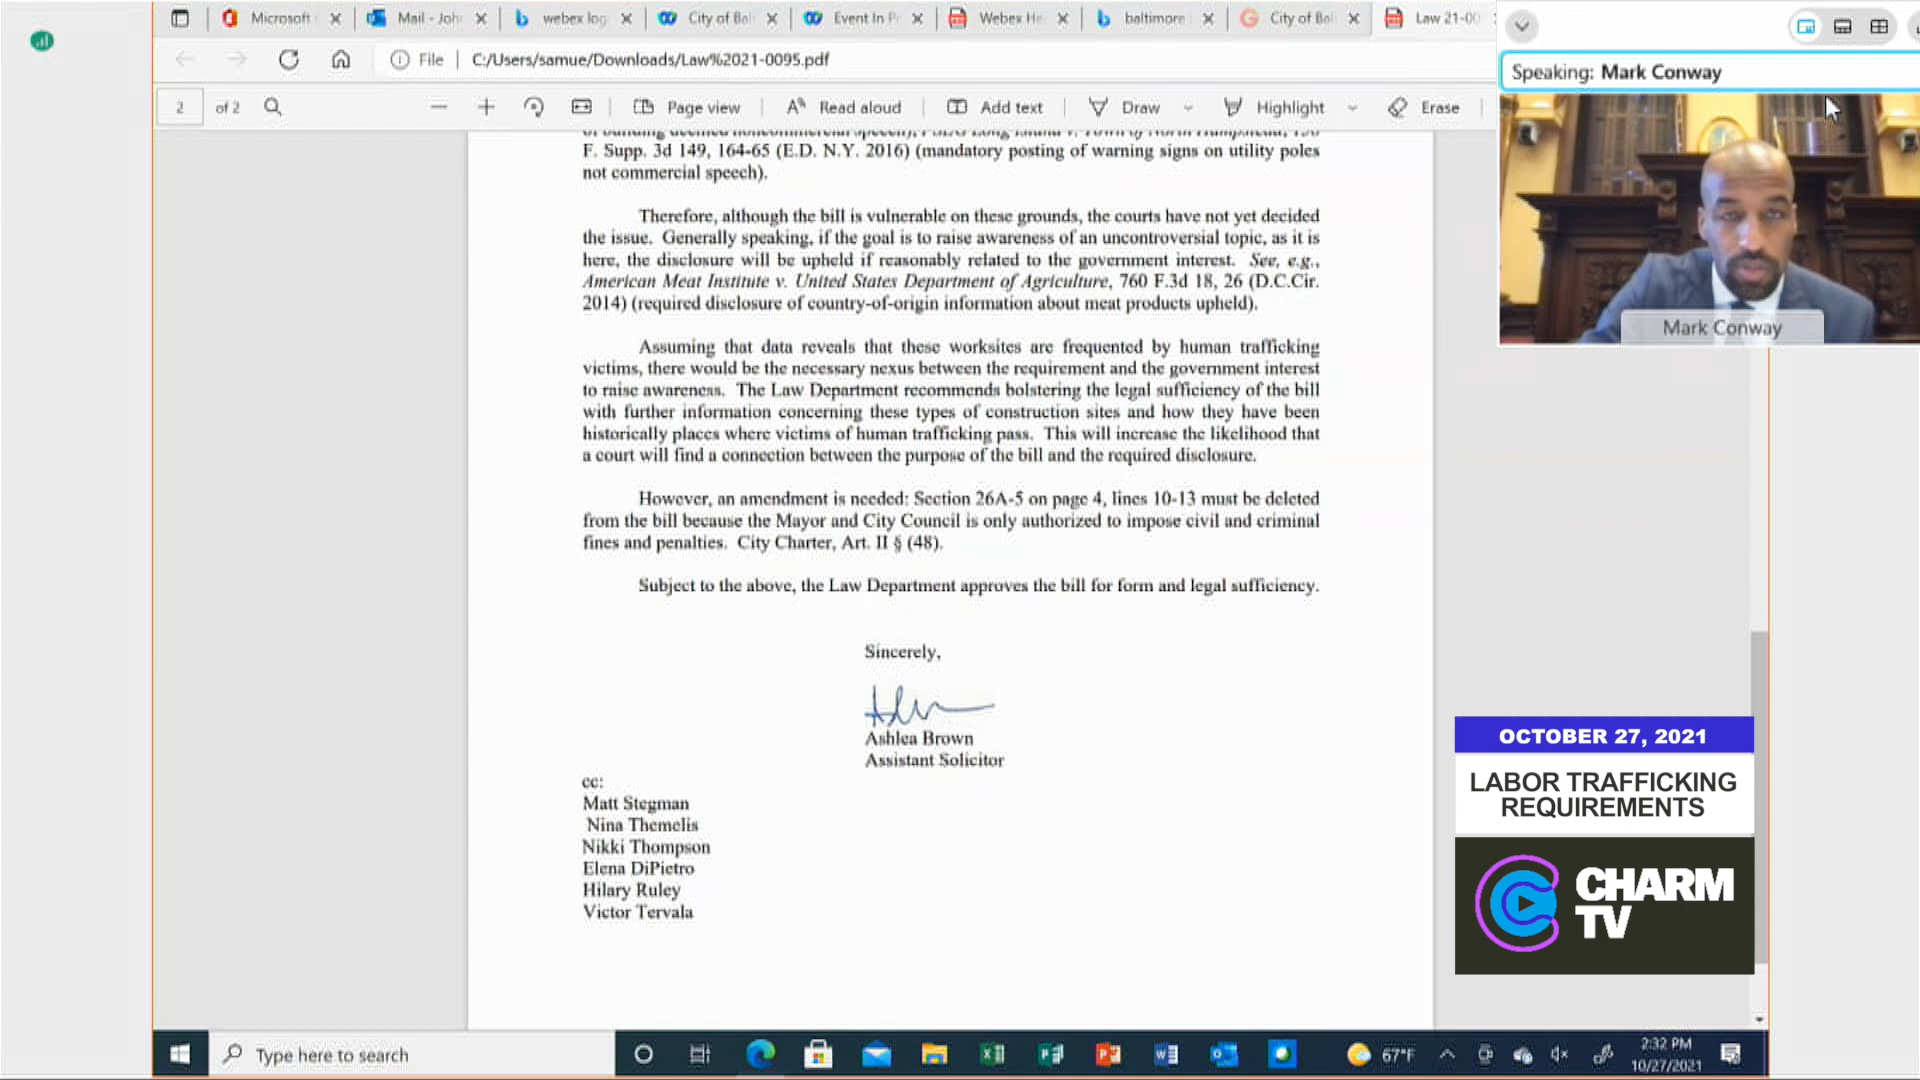 Microsoft
Mail - Joh
webex log
City of Bal
Event In P
Webex He
baltimore
City of Bal
Law 21-00
File
C:/Users/samue/Downloads/Law%2021-0095.pdf
2 of 2
Page view
Read aloud
Add text
Draw
Highlight
Erase
Speaking: Mark Conway
Mark Conway
F. Supp. 3d 149, 164-65 (E.D. N.Y. 2016) (mandatory posting of warning signs on utility poles
not commercial speech).
Therefore, although the bill is vulnerable on these grounds, the courts have not yet decided
the issue. Generally speaking, if the goal is to raise awareness of an uncontroversial topic, as it is
here, the disclosure will be upheld if reasonably related to the government interest. See, e.g.,
American Meat Institute v. United States Department of Agriculture, 760 F.3d 18, 26 (D.C.Cir.
2014) (required disclosure of country-of-origin information about meat products upheld).
Assuming that data reveals that these worksites are frequented by human trafficking
victims, there would be the necessary nexus between the requirement and the government interest
to raise awareness. The Law Department recommends bolstering the legal sufficiency of the bill
with further information concerning these types of construction sites and how they have been
historically places where victims of human trafficking pass. This will increase the likelihood that
a court will find a connection between the purpose of the bill and the required disclosure.
However, an amendment is needed: Section 26A-5 on page 4, lines 10-13 must be deleted
from the bill because the Mayor and City Council is only authorized to impose civil and criminal
fines and penalties. City Charter, Art. II § (48).
Subject to the above, the Law Department approves the bill for form and legal sufficiency.
Sincerely,
Ashlea Brown
Assistant Solicitor
cc:
Matt Stegman
Nina Themelis
Nikki Thompson
Elena DiPietro
Hilary Ruley
Victor Tervala
OCTOBER 27, 2021
LABOR TRAFFICKING
REQUIREMENTS
CHARM
TV
Type here to search
67°F
2:32 PM
10/27/2021